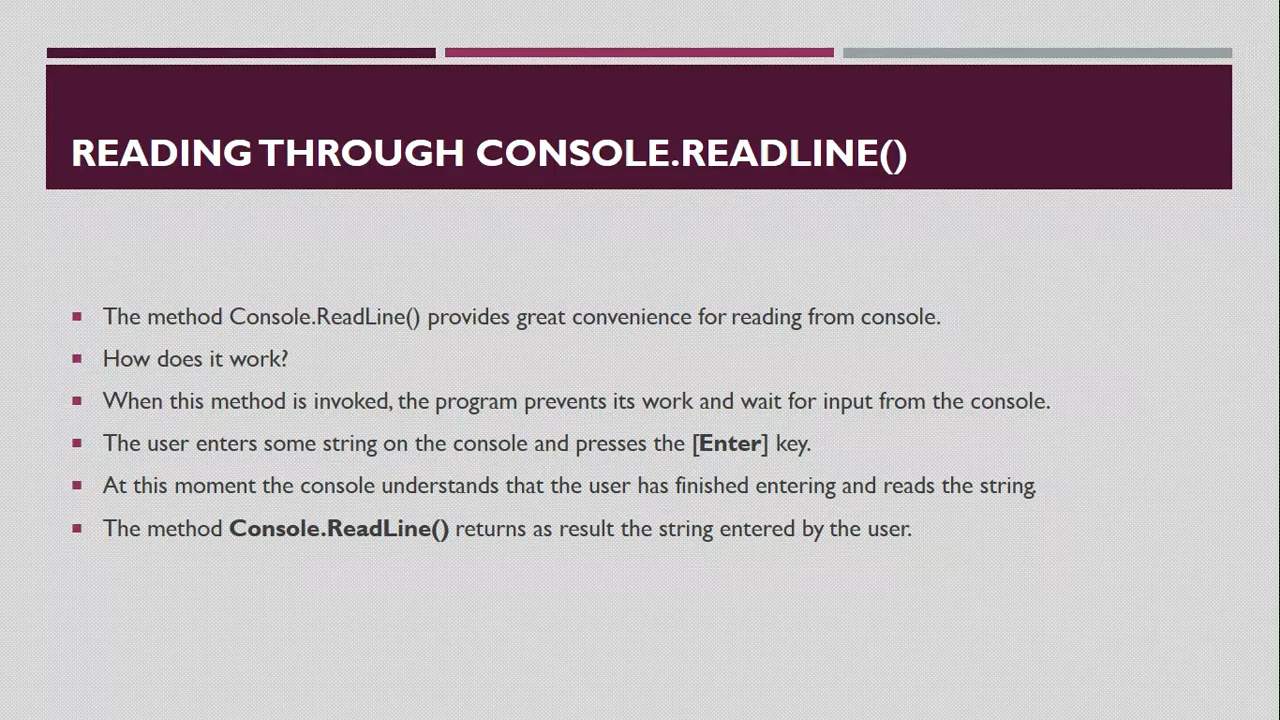 READING THROUGH CONSOLE.READLINE()
The method Console.ReadLine() provides great convenience for reading from console.
How does it work?
When this method is invoked, the program prevents its work and wait for input from the console.
The user enters some string on the console and presses the [Enter] key.
At this moment the console understands that the user has finished entering and reads the string.
The method Console.ReadLine() returns as result the string entered by the user.